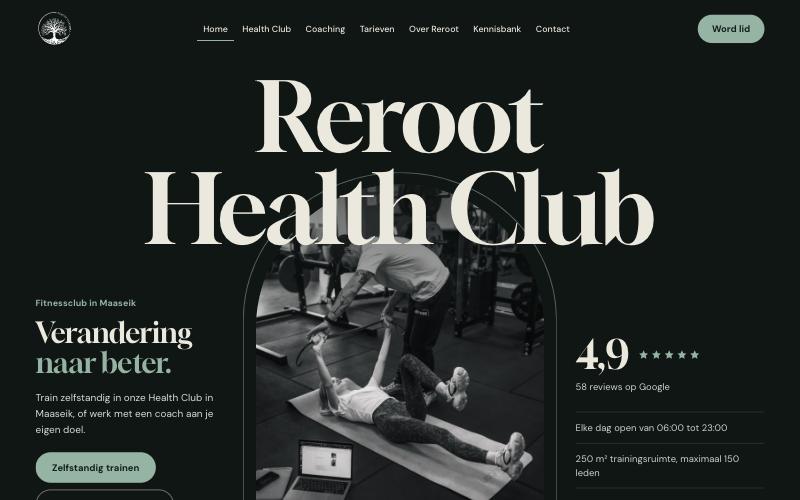 Home Health Club Coaching Tarieven Over Reroot Kennisbank Contact
Word lid
Reroot
Health Club
Fitnessclub in Maaseik
Verandering
naar beter.
Train zelfstandig in onze Health Club in
Maaseik, of werk met een coach aan je
eigen doel.
Zelfstandig trainen
4,9
58 reviews op Google
Elke dag open van 06:00 tot 23:00
250 m² trainingsruimte, maximaal 150
leden